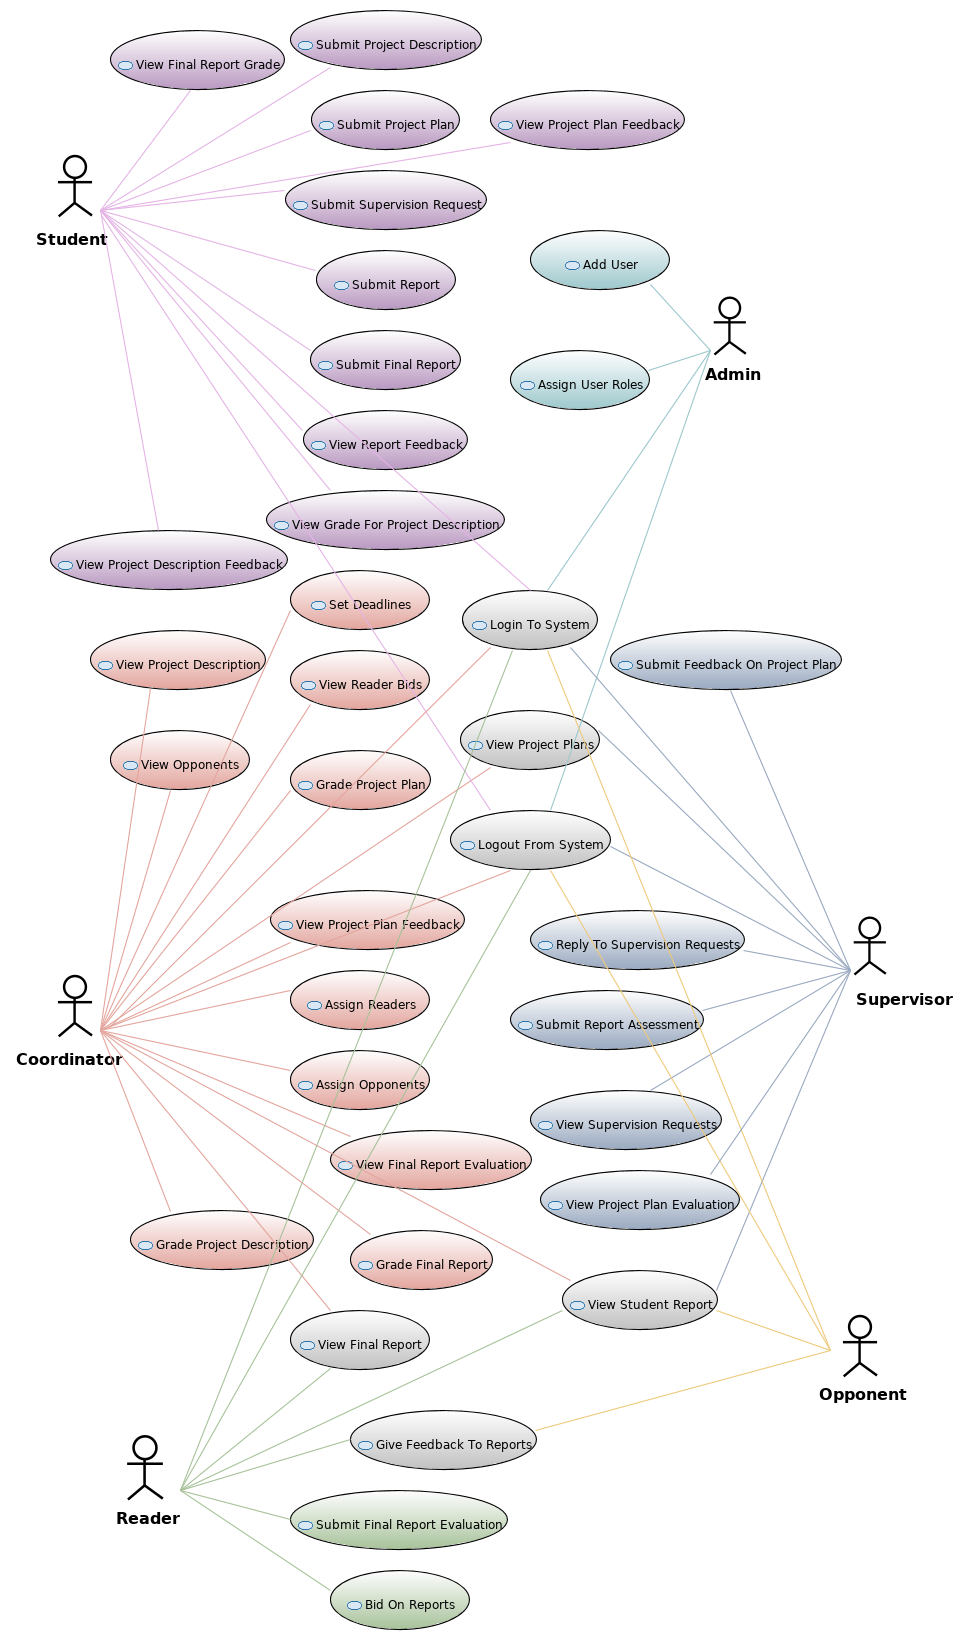 Submit Project Description
View Final Report Grade
Submit Project Plan
View Project Plan Feedback
Submit Supervision Request
Student
Add User
Submit Report
Submit Final Report
Admin
Assign User Roles
View Report Feedback
View Grade For Project Description
View Project Description Feedback
Set Deadlines
Login To System
View Project Description
Submit Feedback On Project Plan
View Reader Bids
View Opponents
View Project Plans
Grade Project Plan
Logout From System
View Project Plan Feedback
Reply To Supervision Requests
Supervisor
Assign Readers
Submit Report Assessment
Coordinator
Assign Opponents
View Supervision Requests
View Final Report Evaluation
View Project Plan Evaluation
Grade Project Description
Grade Final Report
View Student Report
View Final Report
Opponent
Give Feedback To Reports
Reader
Submit Final Report Evaluation
Bid On Reports